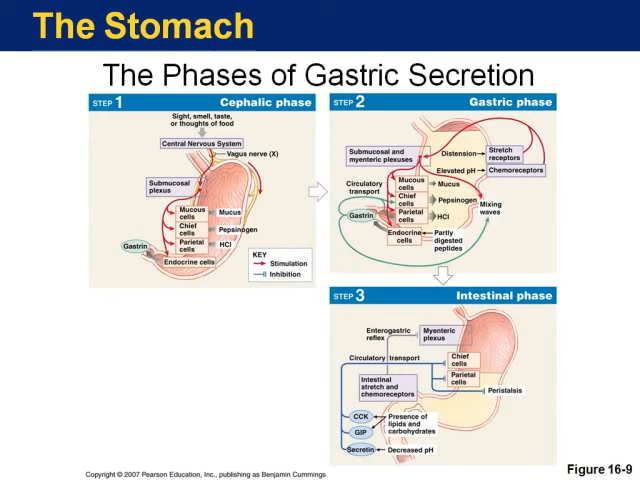 The Stomach
The Phases of Gastric Secretion
STEP 1 Cephalic phase
Sight, smell, taste,
or thoughts of food
Central Nervous System
Vagus nerve (X)
Submucosal
plexus
Mucous
cells
Mucus
Chief
cells
Pepsinogen
Parietal
cells
HCl
Gastrin
Endocrine cells
KEY
Stimulation
Inhibition
STEP 2 Gastric phase
Submucosal and
myenteric plexuses
Distension
Stretch
receptors
Elevated pH
Chemoreceptors
Circulatory
transport
Mucous
cells
Mucus
Chief
cells
Pepsinogen
Parietal
cells
HCl
Mixing
waves
Gastrin
Endocrine
cells
Partly
digested
peptides
STEP 3 Intestinal phase
Enterogastric
reflex
Myenteric
plexus
Circulatory transport
Chief
cells
Parietal
cells
Peristalsis
Intestinal
stretch and
chemoreceptors
CCK
GIP
Presence of
lipids and
carbohydrates
Secretin
Decreased pH
Copyright © 2007 Pearson Education, Inc., publishing as Benjamin Cummings
Figure 16-9